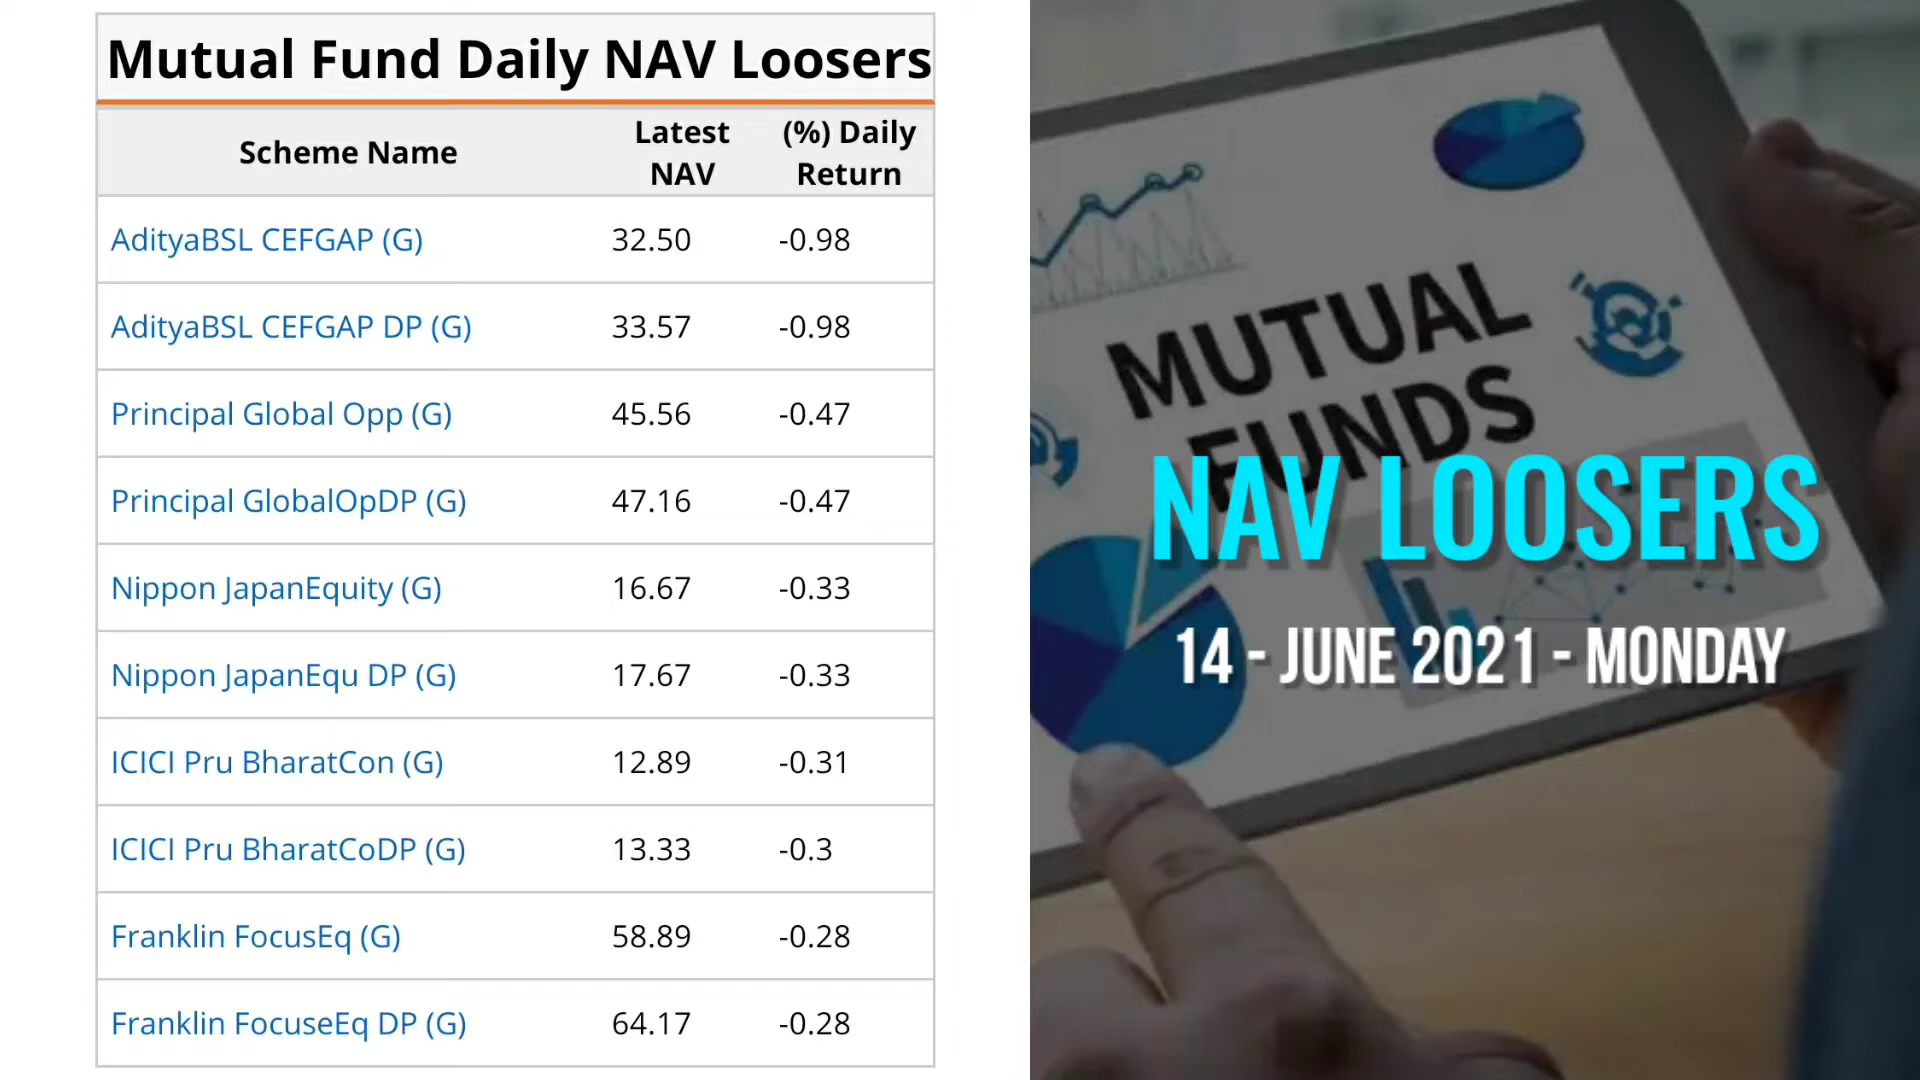 Mutual Fund Daily NAV Loosers
Scheme Name Latest NAV (%) Daily Return
AdityaBSL CEFGAP (G) 32.50 -0.98
AdityaBSL CEFGAP DP (G) 33.57 -0.98
Principal Global Opp (G) 45.56 -0.47
Principal GlobalOpDP (G) 47.16 -0.47
Nippon JapanEquity (G) 16.67 -0.33
Nippon JapanEqu DP (G) 17.67 -0.33
ICICI Pru BharatCon (G) 12.89 -0.31
ICICI Pru BharatCoDP (G) 13.33 -0.3
Franklin FocusEq (G) 58.89 -0.28
Franklin FocuseEq DP (G) 64.17 -0.28
MUTUAL
FUNDS
NAV LOOSERS
14 - JUNE 2021 - MONDAY